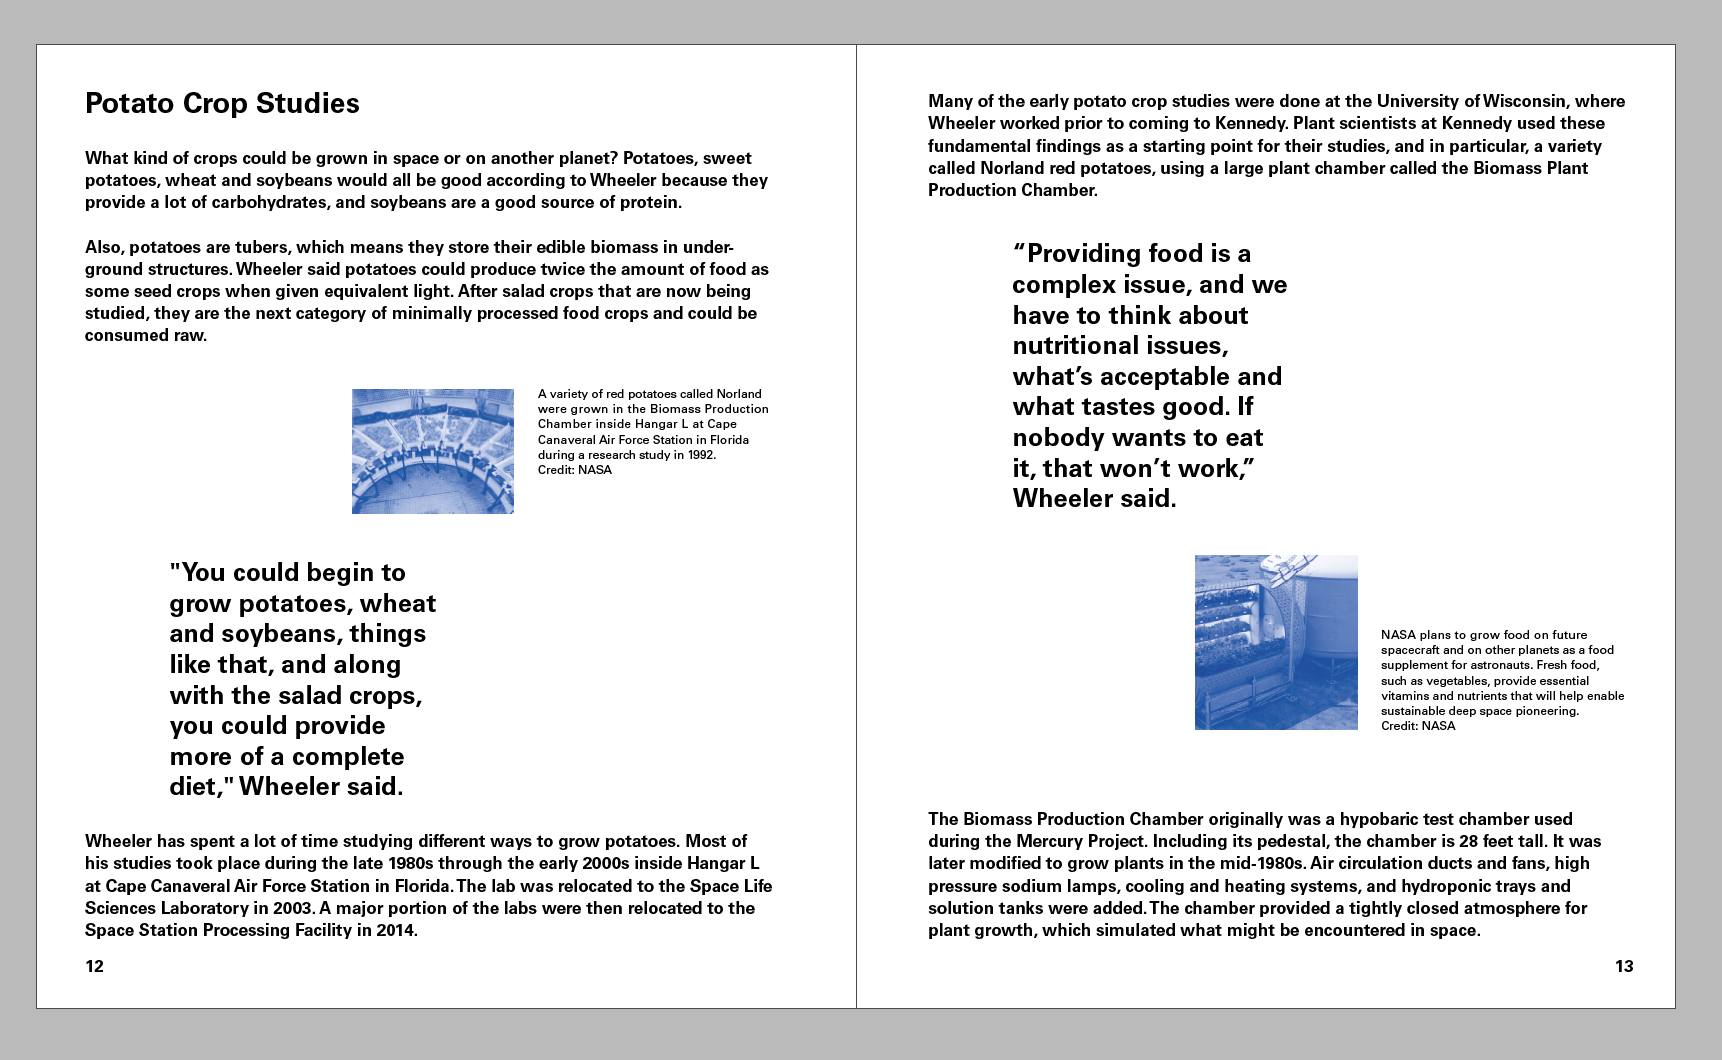 Potato Crop Studies
What kind of crops could be grown in space or on another planet? Potatoes, sweet
potatoes, wheat and soybeans would all be good according to Wheeler because they
provide a lot of carbohydrates, and soybeans are a good source of protein.
Also, potatoes are tubers, which means they store their edible biomass in under-
ground structures. Wheeler said potatoes could produce twice the amount of food as
some seed crops when given equivalent light. After salad crops that are now being
studied, they are the next category of minimally processed food crops and could be
consumed raw.
A variety of red potatoes called Norland
were grown in the Biomass Production
Chamber inside Hangar L at Cape
Canaveral Air Force Station in Florida
during a research study in 1992.
Credit: NASA
"You could begin to
grow potatoes, wheat
and soybeans, things
like that, and along
with the salad crops,
you could provide
more of a complete
diet," Wheeler said.
Wheeler has spent a lot of time studying different ways to grow potatoes. Most of
his studies took place during the late 1980s through the early 2000s inside Hangar L
at Cape Canaveral Air Force Station in Florida. The lab was relocated to the Space Life
Sciences Laboratory in 2003. A major portion of the labs were then relocated to the
Space Station Processing Facility in 2014.
12
Many of the early potato crop studies were done at the University of Wisconsin, where
Wheeler worked prior to coming to Kennedy. Plant scientists at Kennedy used these
fundamental findings as a starting point for their studies, and in particular, a variety
called Norland red potatoes, using a large plant chamber called the Biomass Plant
Production Chamber.
“Providing food is a
complex issue, and we
have to think about
nutritional issues,
what’s acceptable and
what tastes good. If
nobody wants to eat
it, that won’t work,”
Wheeler said.
NASA plans to grow food on future
spacecraft and on other planets as a food
supplement for astronauts. Fresh food,
such as vegetables, provide essential
vitamins and nutrients that will help enable
sustainable deep space pioneering.
Credit: NASA
The Biomass Production Chamber originally was a hypobaric test chamber used
during the Mercury Project. Including its pedestal, the chamber is 28 feet tall. It was
later modified to grow plants in the mid-1980s. Air circulation ducts and fans, high
pressure sodium lamps, cooling and heating systems, and hydroponic trays and
solution tanks were added. The chamber provided a tightly closed atmosphere for
plant growth, which simulated what might be encountered in space.
13